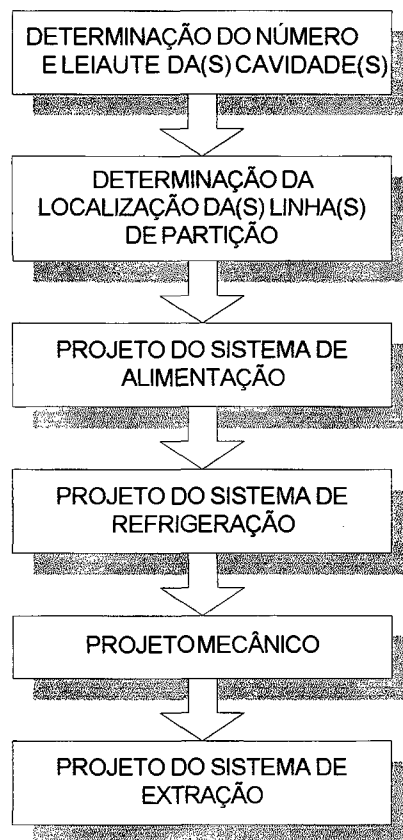 DETERMINAÇÃO DO NÚMERO
E LEIAUTE DA(S) CAVIDADE(S)
DETERMINAÇÃO DA
LOCALIZAÇÃO DA(S) LINHA(S)
DE PARTIÇÃO
PROJETO DO SISTEMA DE
ALIMENTAÇÃO
PROJETO DO SISTEMA DE
REFRIGERAÇÃO
PROJETO MECÂNICO
PROJETO DO SISTEMA DE
EXTRAÇÃO